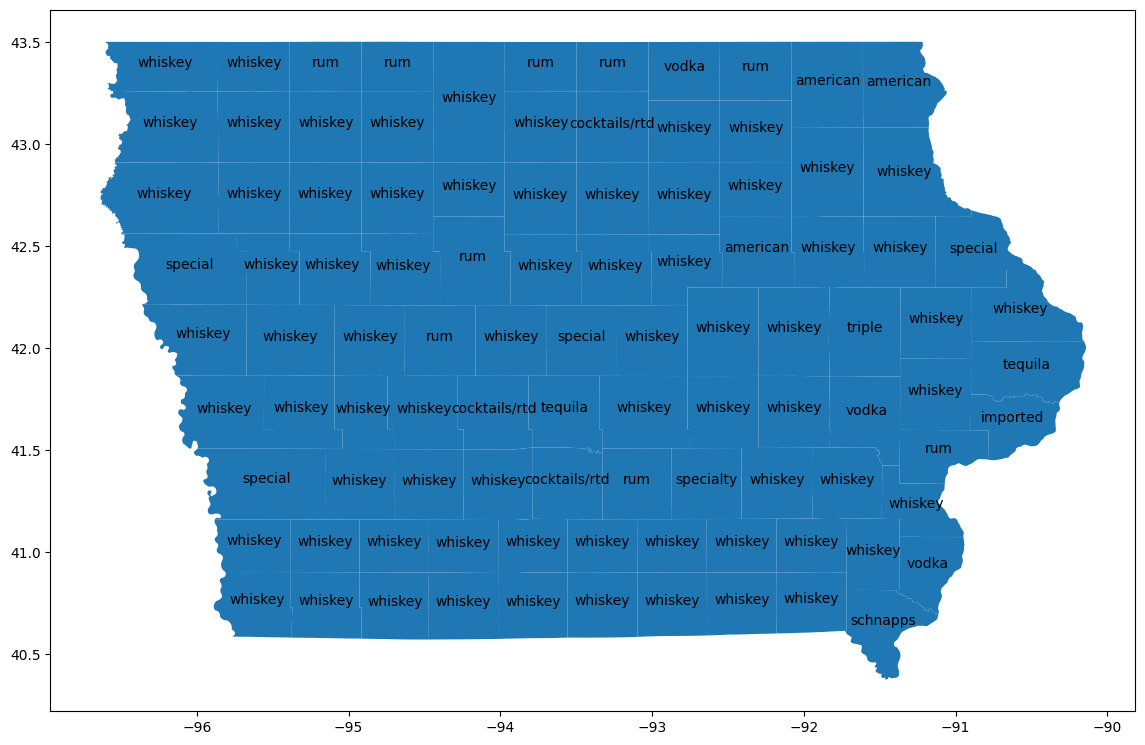 43.5
43.0
42.5
42.0
41.5
41.0
40.5
whiskey whiskey rum rum rum rum vodka rum american american
whiskey
whiskey whiskey whiskey whiskey whiskey cocktails/rtd whiskey whiskey
whiskey whiskey
whiskey whiskey whiskey whiskey whiskey whiskey whiskey whiskey whiskey
special whiskey whiskey whiskey rum whiskey whiskey whiskey american whiskey whiskey special
whiskey whiskey whiskey rum whiskey special whiskey whiskey whiskey triple whiskey whiskey
tequila
whiskey whiskey whiskey whiskey cocktails/rtd tequila whiskey whiskey whiskey vodka whiskey imported
rum
special whiskey whiskey whiskey cocktails/rtd rum specialty whiskey whiskey
whiskey
whiskey whiskey whiskey whiskey whiskey whiskey whiskey whiskey whiskey whiskey vodka
whiskey whiskey whiskey whiskey whiskey whiskey whiskey whiskey whiskey schnapps
−96 −95 −94 −93 −92 −91 −90